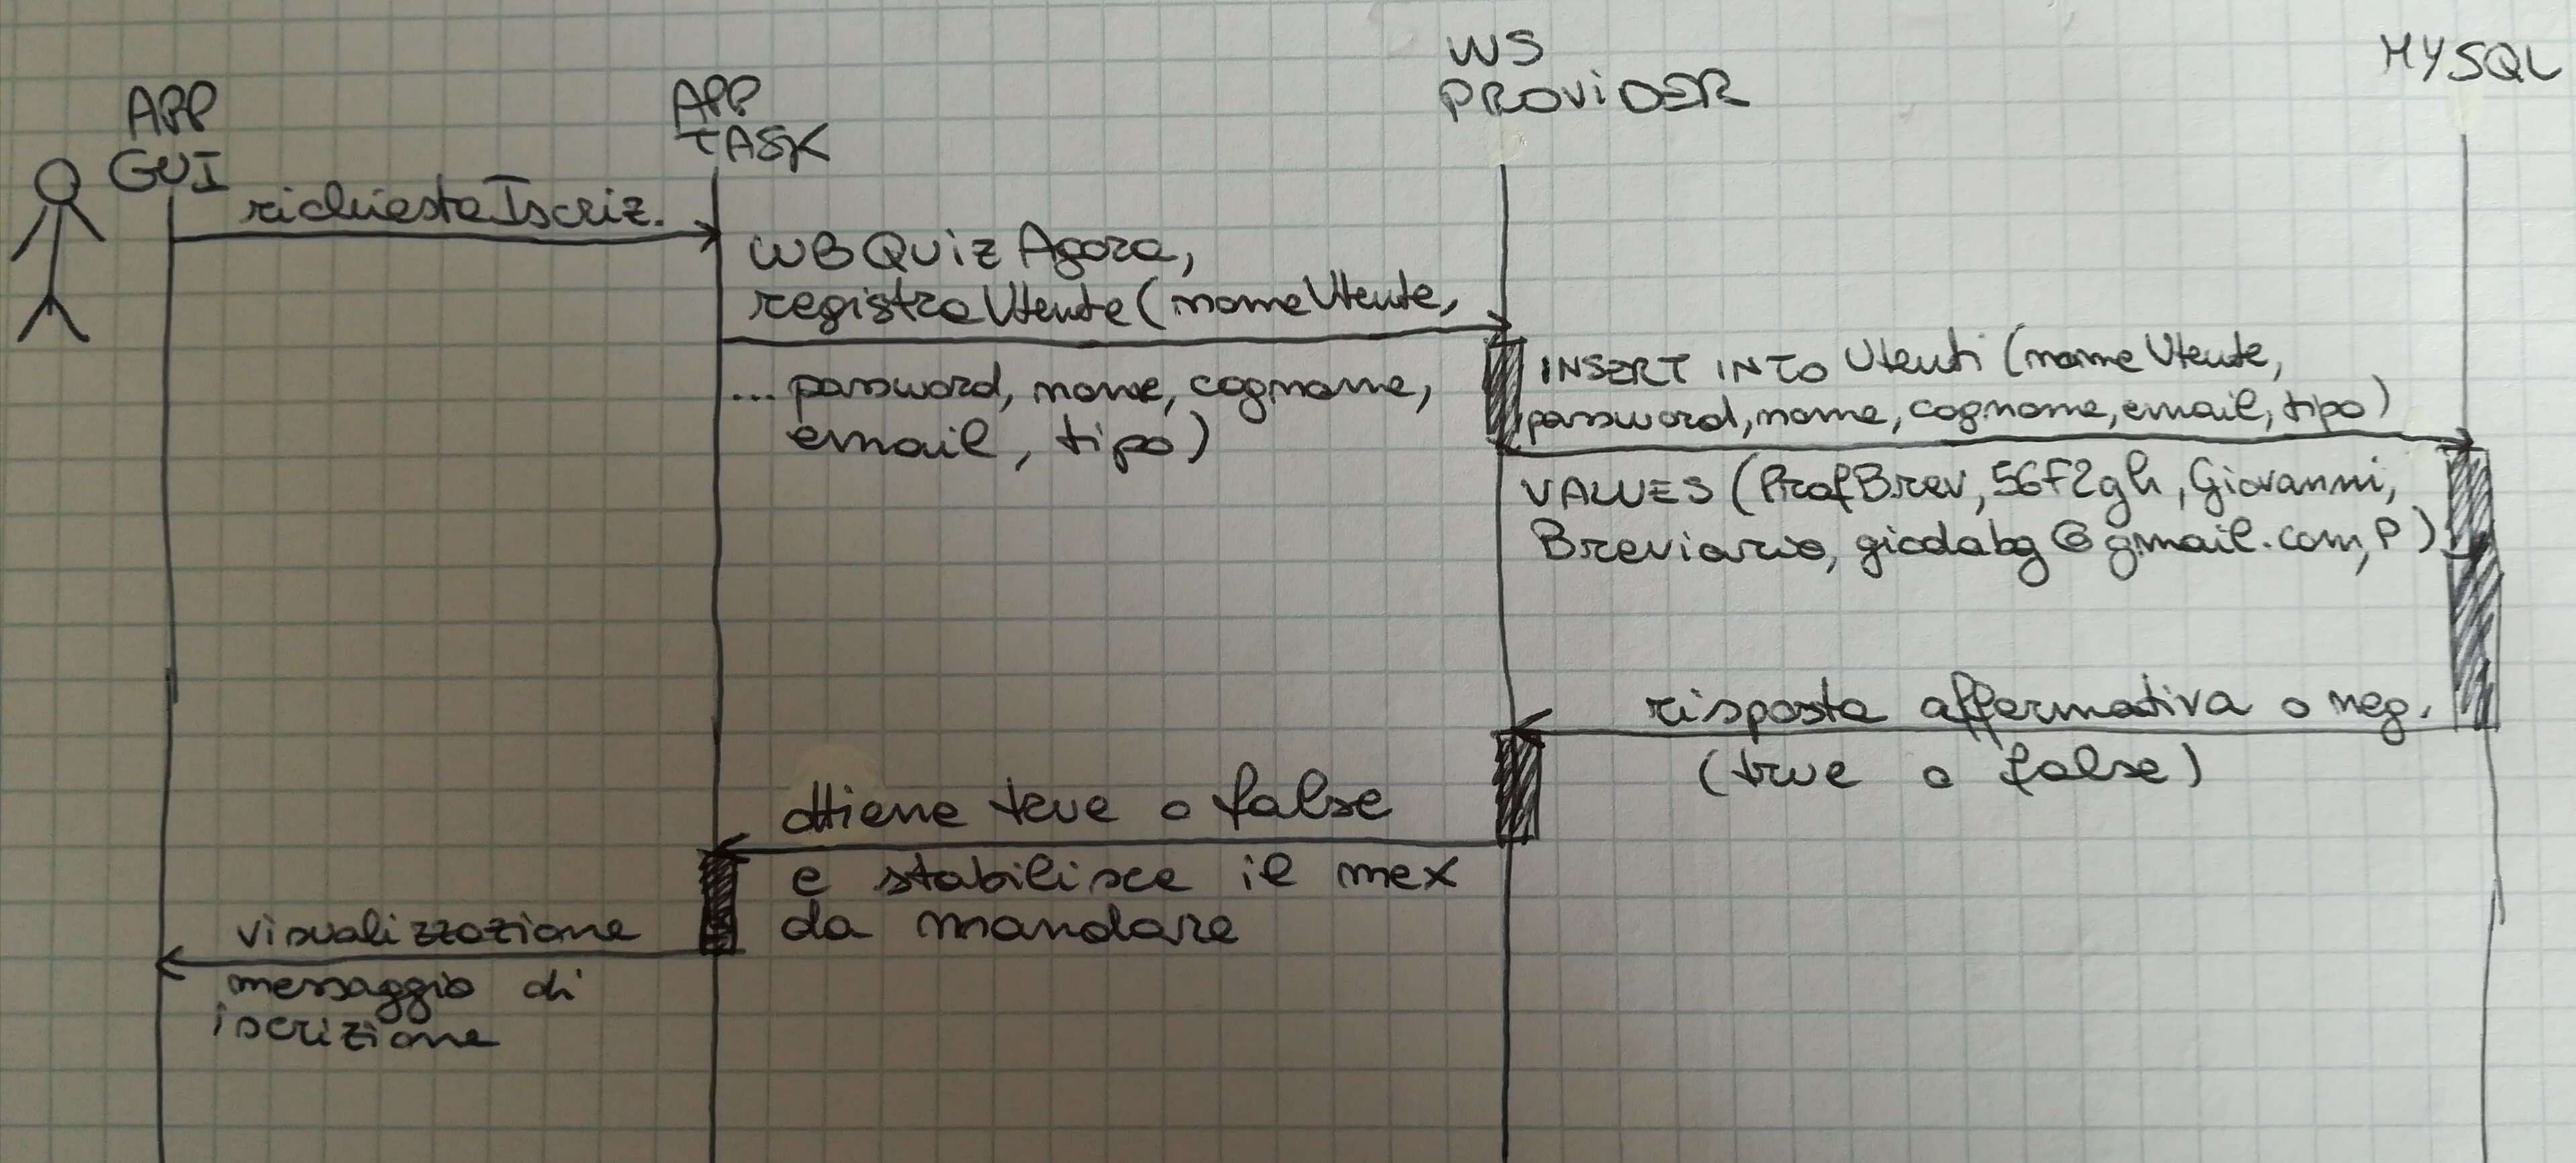 APP
GUI
APP
TASK
WS
PROVIDER
MYSQL
richiestaIscriz.
WBQuizAgora,
registraUtente(nomeUtente,
... password, nome, cognome,
email, tipo)
INSERT INTO Utenti (nomeUtente,
password, nome, cognome, email, tipo)
VALUES (ProfBrev, 56F2gh, Giovanni,
Breviario, giodabg@gmail.com, P)
risposta affermativa o neg.
(true o false)
ottiene true o false
e stabilisce il mex
da mandare
visualizzazione
messaggio di
iscrizione